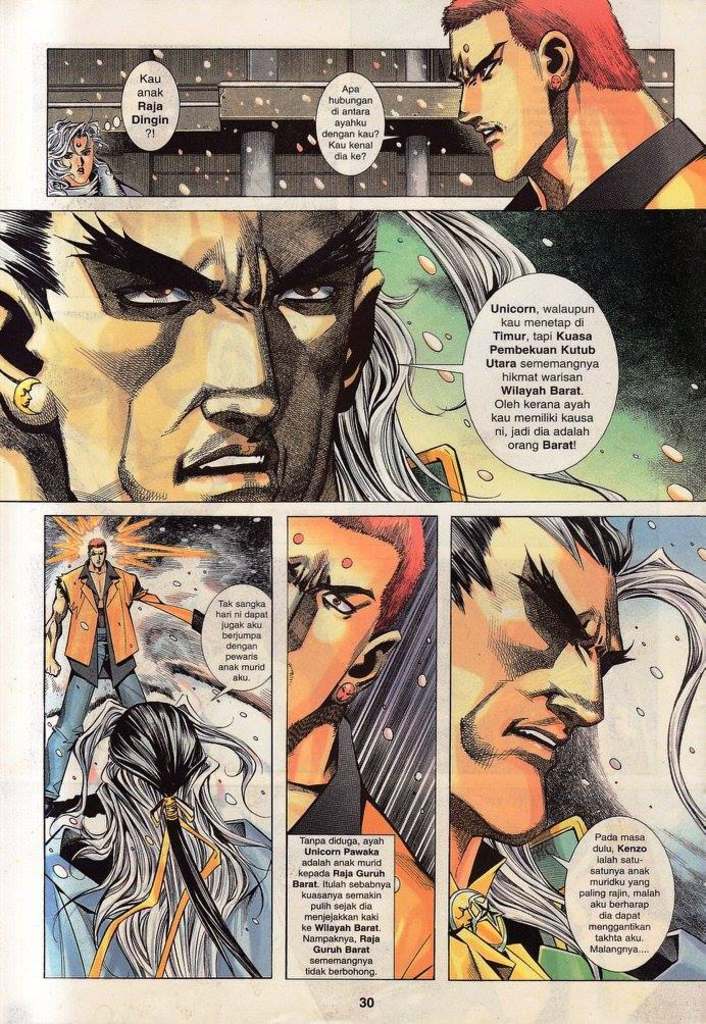 Kau
anak
Raja
Dingin
?!
Apa
hubungan
di antara
ayahku
dengan kau?
Kau kenal
dia ke?
Unicorn, walaupun
kau menetap di
Timur, tapi Kuasa
Pembekuan Kutub
Utara sememangnya
hikmat warisan
Wilayah Barat.
Oleh kerana ayah
kau memiliki kausa
ni, jadi dia adalah
orang Barat!
Tak sangka
hari ni dapat
jugak aku
berjumpa
dengan
pewaris
anak murid
aku.
Tanpa diduga, ayah
Unicorn Pawaka
adalah anak murid
kepada Raja Guruh
Barat. Itulah sebabnya
kuasanya semakin
pulih sejak dia
menjejakkan kaki
ke Wilayah Barat.
Nampaknya, Raja
Guruh Barat
sememangnya
tidak berbohong.
Pada masa
dulu, Kenzo
ialah satu-
satunya anak
muridku yang
paling rajin, malah
aku berharap
dia dapat
menggantikan
takhta aku.
Malangnya....
30